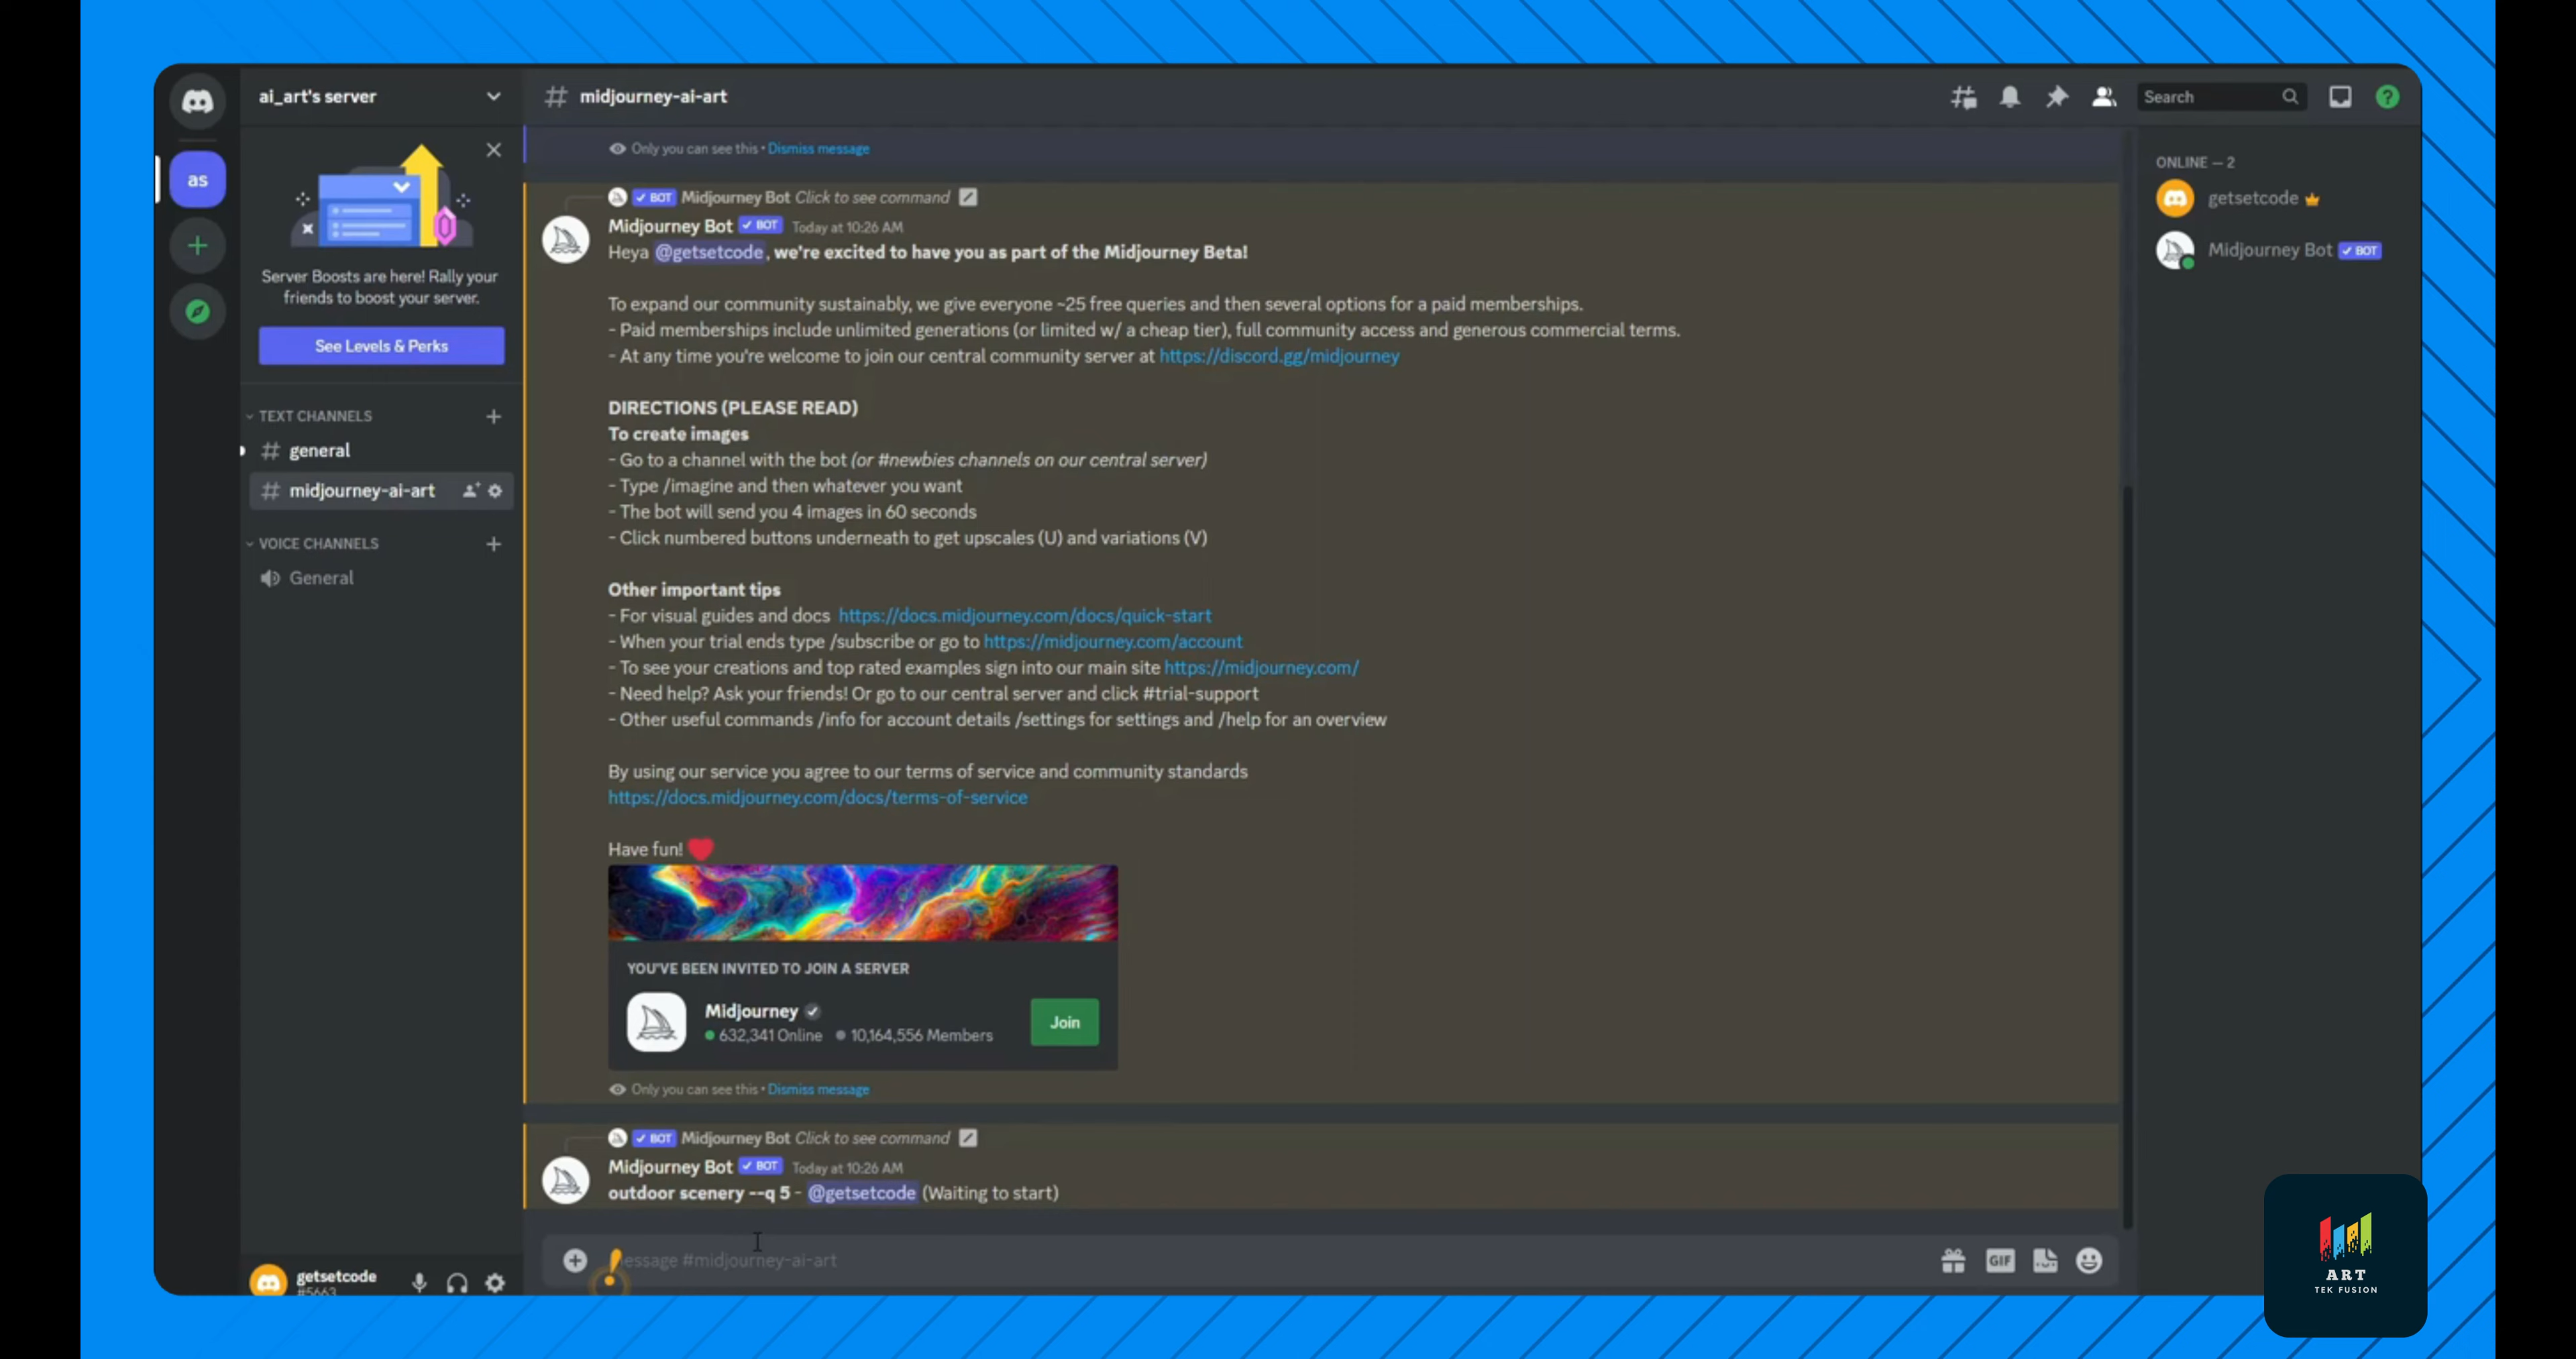 ai_art's server
as
Server Boosts are here! Rally your
friends to boost your server.
See Levels & Perks
TEXT CHANNELS
general
midjourney-ai-art
VOICE CHANNELS
General
getsetcode
#5663
# midjourney-ai-art
Search
Only you can see this • Dismiss message
BOT Midjourney Bot Click to see command
Midjourney Bot BOT Today at 10:26 AM
Heya @getsetcode, we're excited to have you as part of the Midjourney Beta!
To expand our community sustainably, we give everyone ~25 free queries and then several options for a paid memberships.
- Paid memberships include unlimited generations (or limited w/ a cheap tier), full community access and generous commercial terms.
- At any time you're welcome to join our central community server at https://discord.gg/midjourney
DIRECTIONS (PLEASE READ)
To create images
- Go to a channel with the bot (or #newbies channels on our central server)
- Type /imagine and then whatever you want
- The bot will send you 4 images in 60 seconds
- Click numbered buttons underneath to get upscales (U) and variations (V)
Other important tips
- For visual guides and docs https://docs.midjourney.com/docs/quick-start
- When your trial ends type /subscribe or go to https://midjourney.com/account
- To see your creations and top rated examples sign into our main site https://midjourney.com/
- Need help? Ask your friends! Or go to our central server and click #trial-support
- Other useful commands /info for account details /settings for settings and /help for an overview
By using our service you agree to our terms of service and community standards
https://docs.midjourney.com/docs/terms-of-service
Have fun!
YOU'VE BEEN INVITED TO JOIN A SERVER
Midjourney
632,341 Online 10,164,556 Members
Join
Only you can see this • Dismiss message
BOT Midjourney Bot Click to see command
Midjourney Bot BOT Today at 10:26 AM
outdoor scenery --q 5 - @getsetcode (Waiting to start)
#midjourney-ai-art
GIF
ONLINE — 2
getsetcode
Midjourney Bot BOT
ART
TEK FUSION